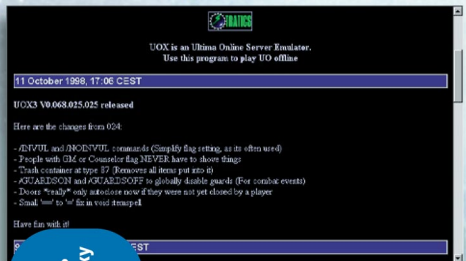 STRATICS
UOX is an Ultima Online Server Emulator.
Use this program to play UO offline
11 October 1998, 17:06 CEST
UOX3 V0.068.025.025 released
Here are the changes from 024:
- /INVUL and /NOINVUL commands (Simplify flag setting, as its often used)
- People with GM or Counselor flag NEVER have to shove things
- Trash container at type 87 (Removes all items put into it)
- /GUARDSON and /GUARDSOFF to globally disable guards (For combat events)
- Doors *really* only autoclose now if they were not yet closed by a player
- Small '==' to '=' fix in void itemspell
Have fun with it!
EST